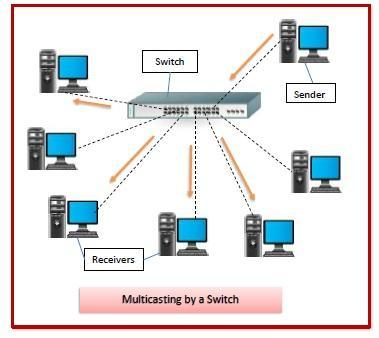 Switch
Sender
Receivers
Multicasting by a Switch